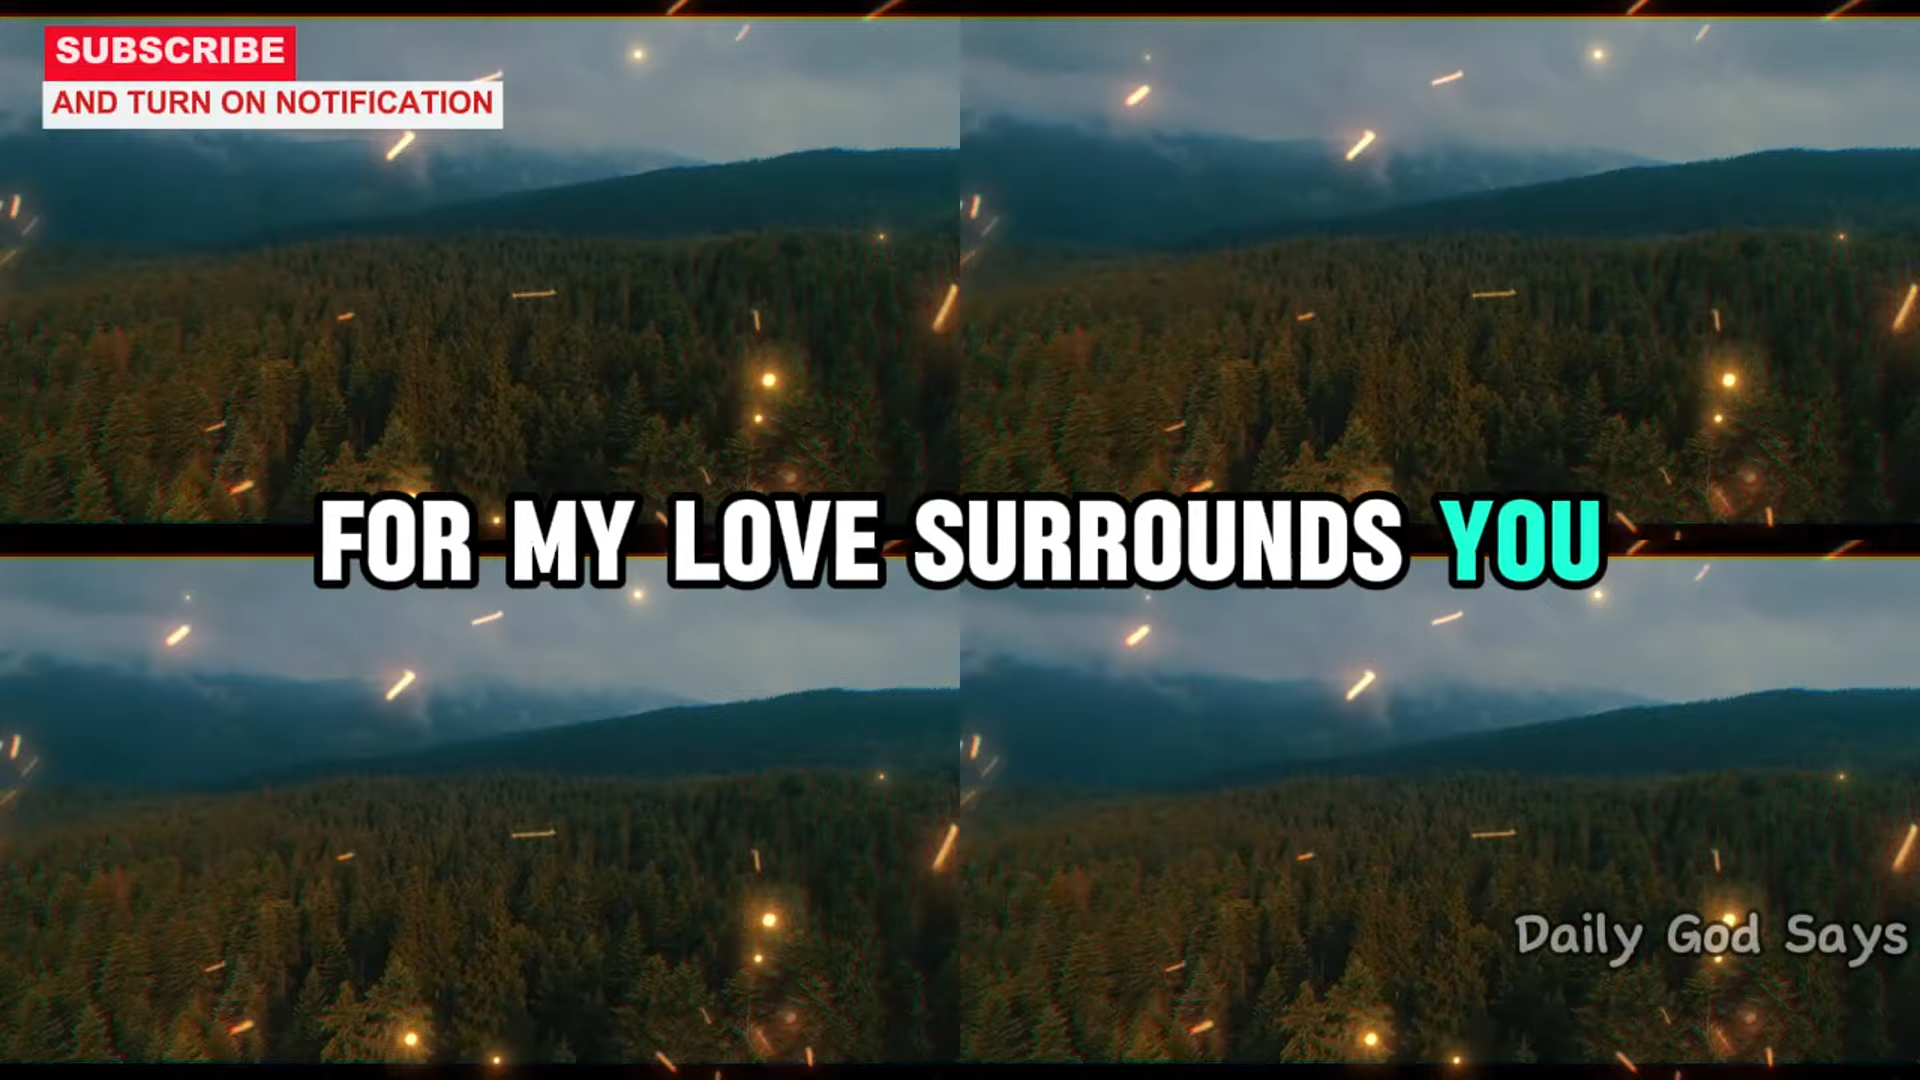 SUBSCRIBE
AND TURN ON NOTIFICATION
FOR MY LOVE SURROUNDS YOU
Daily God Says